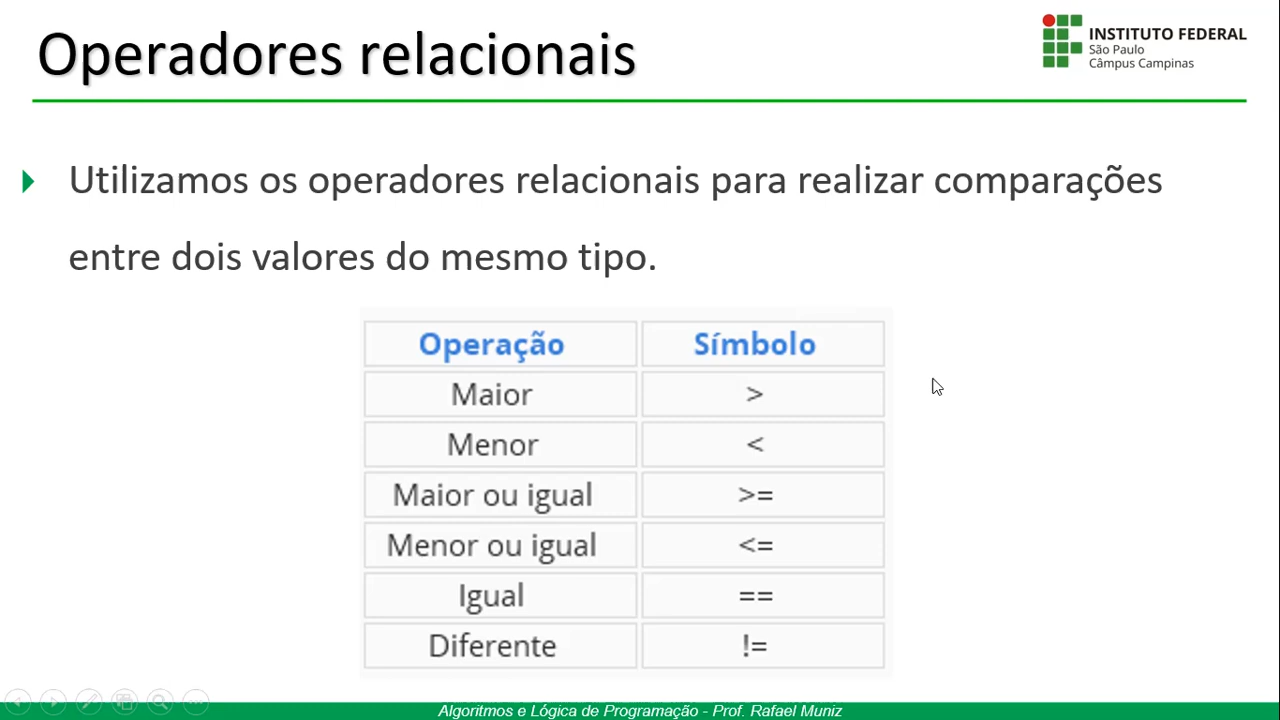 Operadores relacionais
INSTITUTO FEDERAL
São Paulo
Câmpus Campinas
Utilizamos os operadores relacionais para realizar comparações
entre dois valores do mesmo tipo.
Operação Símbolo
Maior >
Menor <
Maior ou igual >=
Menor ou igual <=
Igual ==
Diferente !=
Algoritmos e Lógica de Programação - Prof. Rafael Muniz